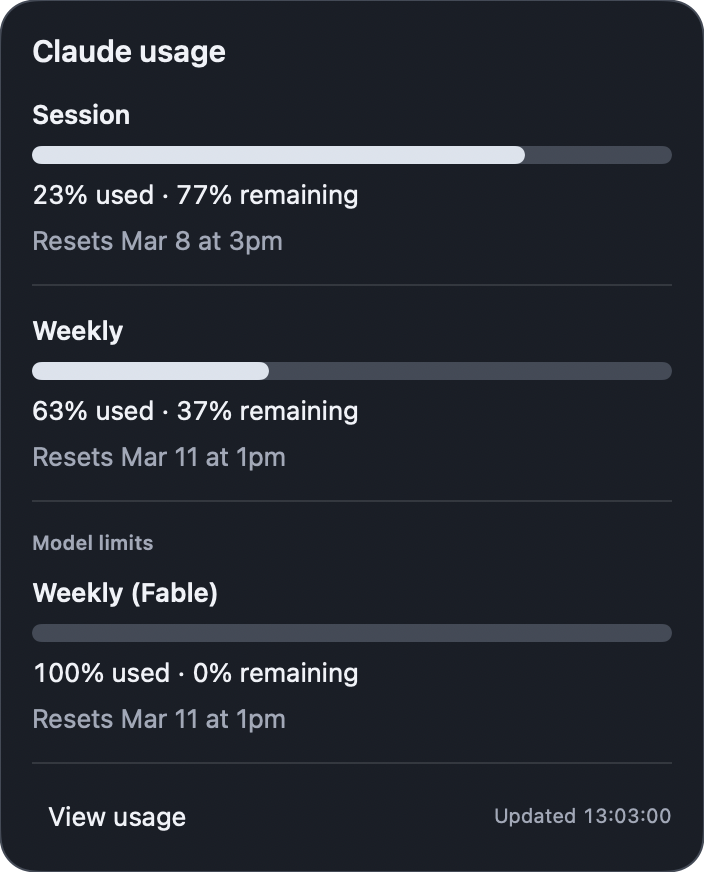 Claude usage
Session
23% used · 77% remaining
Resets Mar 8 at 3pm
Weekly
63% used · 37% remaining
Resets Mar 11 at 1pm
Model limits
Weekly (Fable)
100% used · 0% remaining
Resets Mar 11 at 1pm
View usage
Updated 13:03:00